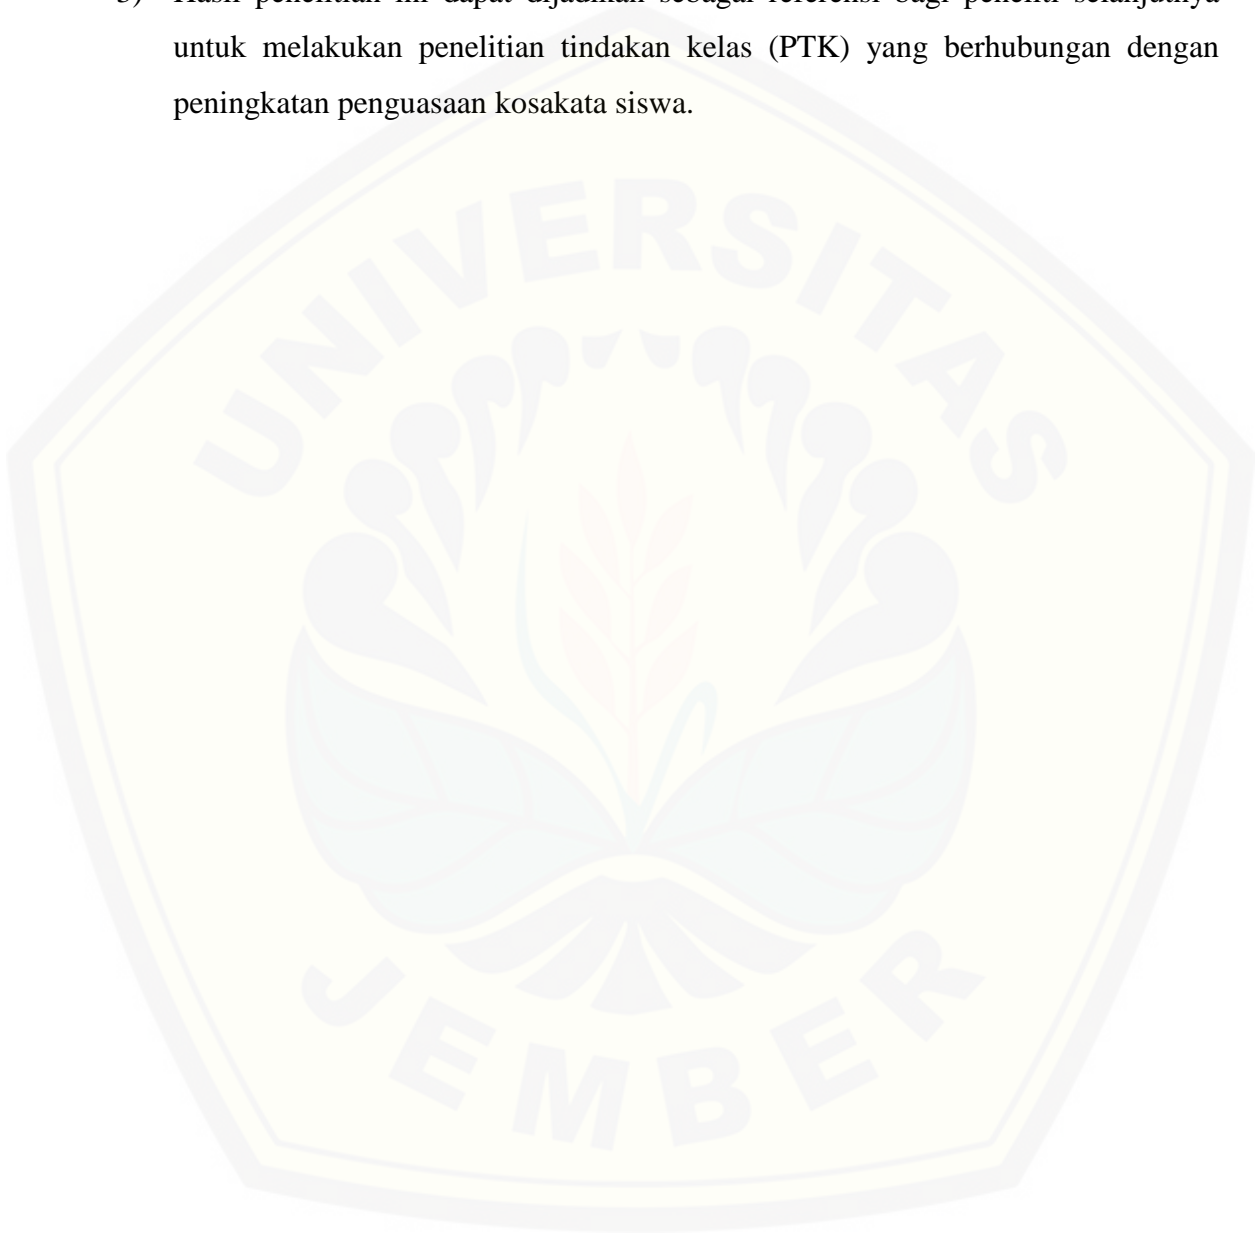 3) Hasil penelitian ini dapat dijadikan sebagai referensi bagi peneliti selanjutnya
untuk melakukan penelitian tindakan kelas (PTK) yang berhubungan dengan
peningkatan penguasaan kosakata siswa.
UNIVERSITAS
JEMBER